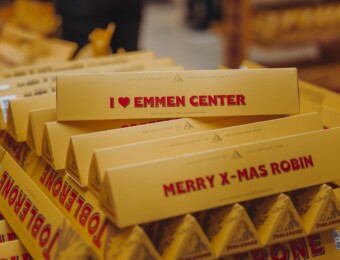 I ♥ EMMEN CENTER
MERRY X-MAS ROBIN
TOBLERONE
TOBLERONE